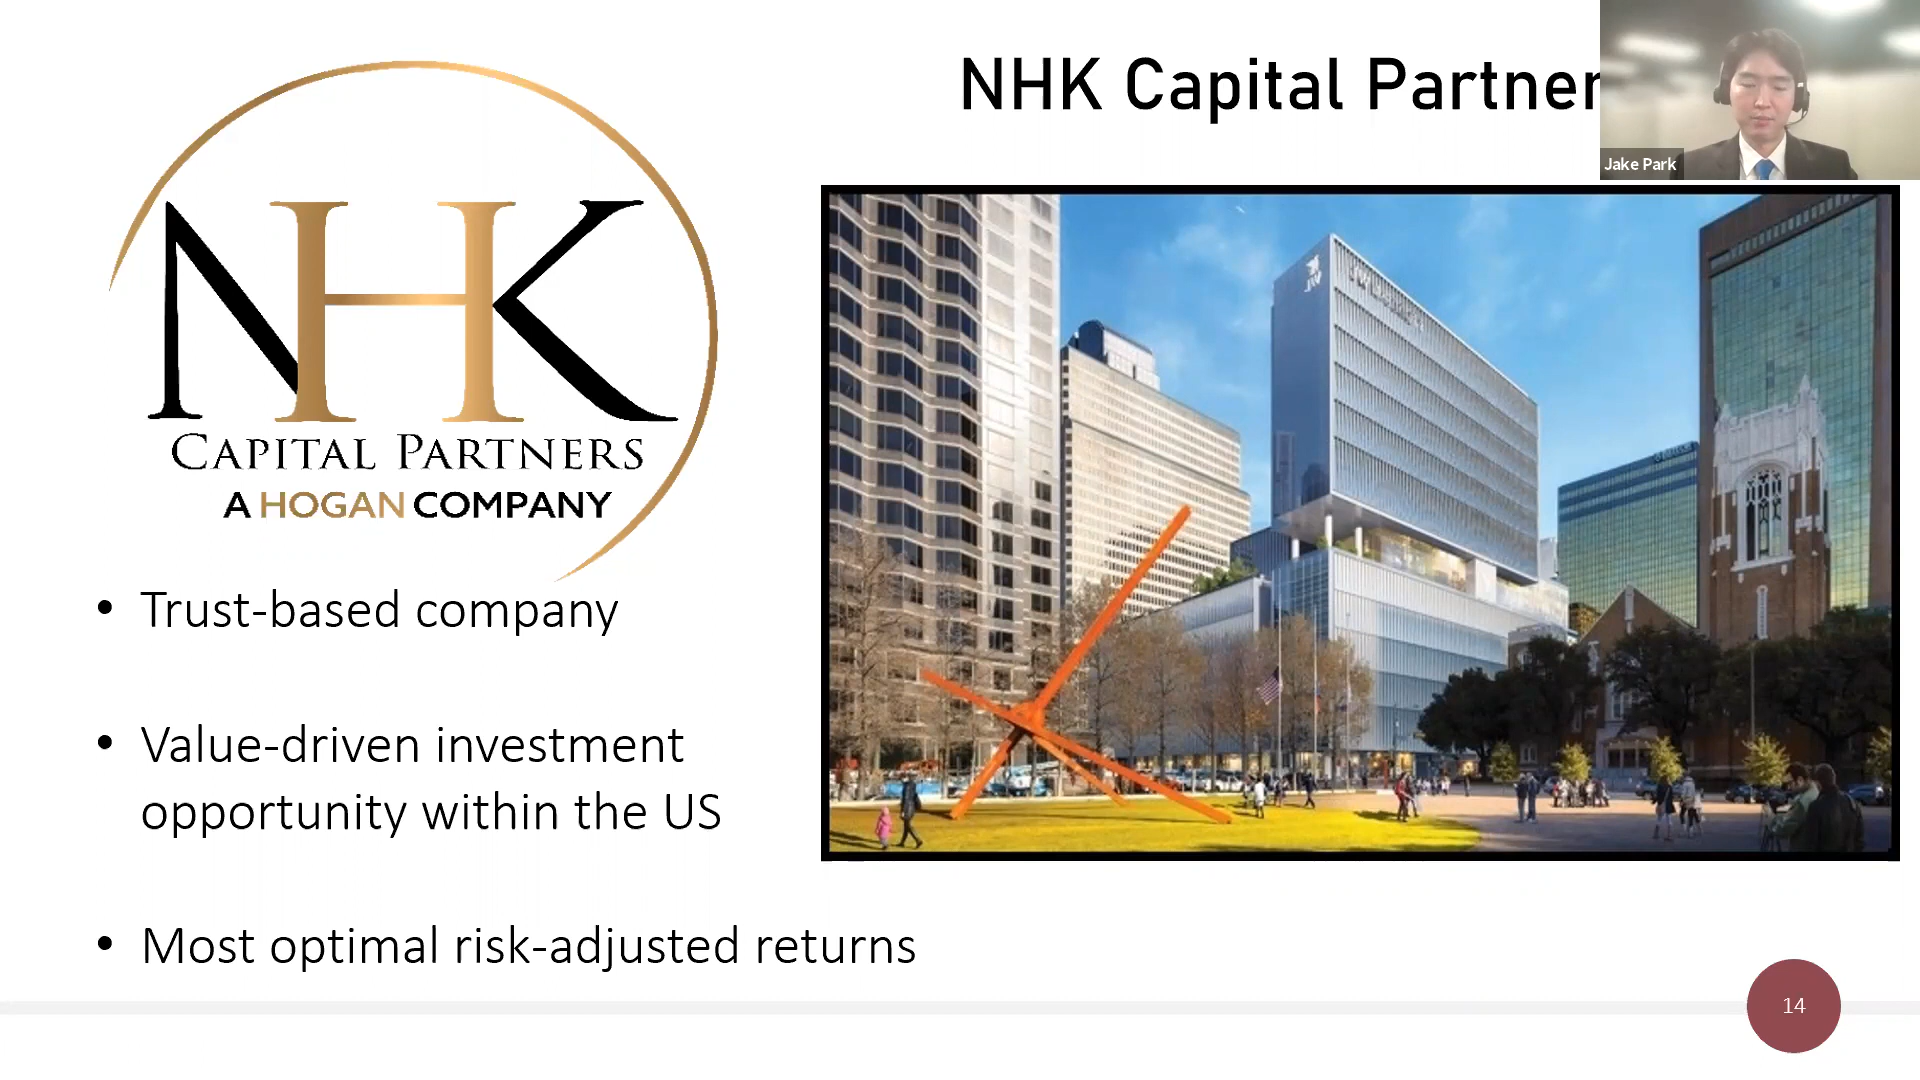 NHK Capital Partner
Jake Park
NHK
CAPITAL PARTNERS
A HOGAN COMPANY
• Trust-based company
• Value-driven investment
opportunity within the US
• Most optimal risk-adjusted returns
14